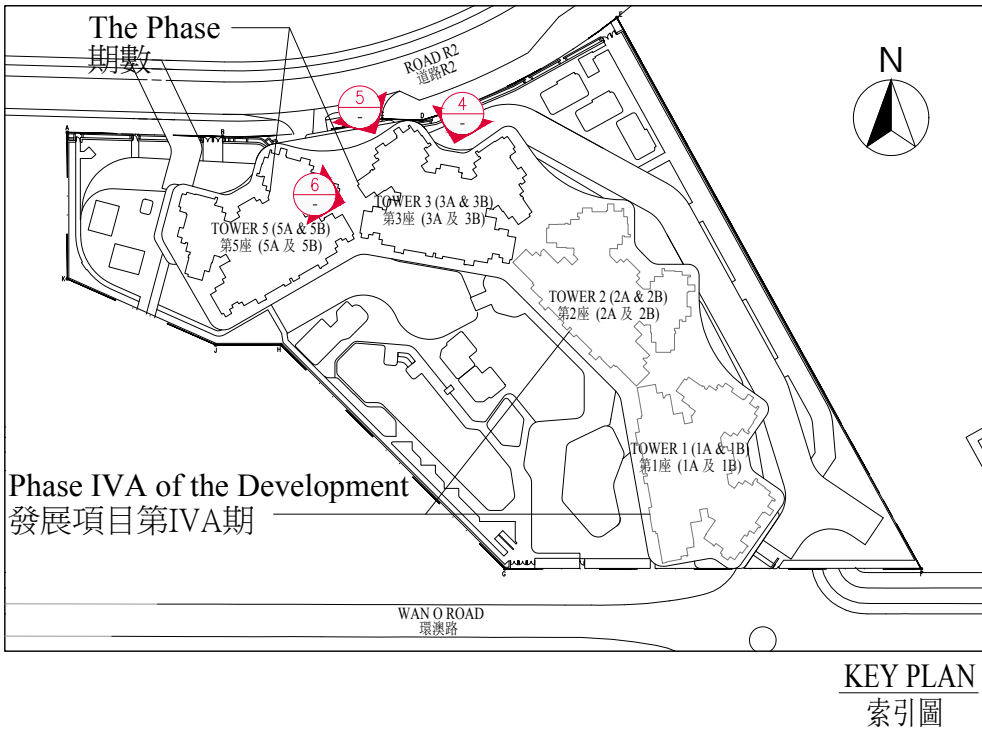 The Phase
期數
ROAD R2
道路R2
N
5
-
4
-
6
-
A
B
D
E
TOWER 3 (3A & 3B)
第3座 (3A 及 3B)
TOWER 5 (5A & 5B)
第5座 (5A 及 5B)
K
TOWER 2 (2A & 2B)
第2座 (2A 及 2B)
J
H
TOWER 1 (1A & 1B)
第1座 (1A 及 1B)
Phase IVA of the Development
發展項目第IVA期
G
F
WAN O ROAD
環澳路
KEY PLAN
索引圖